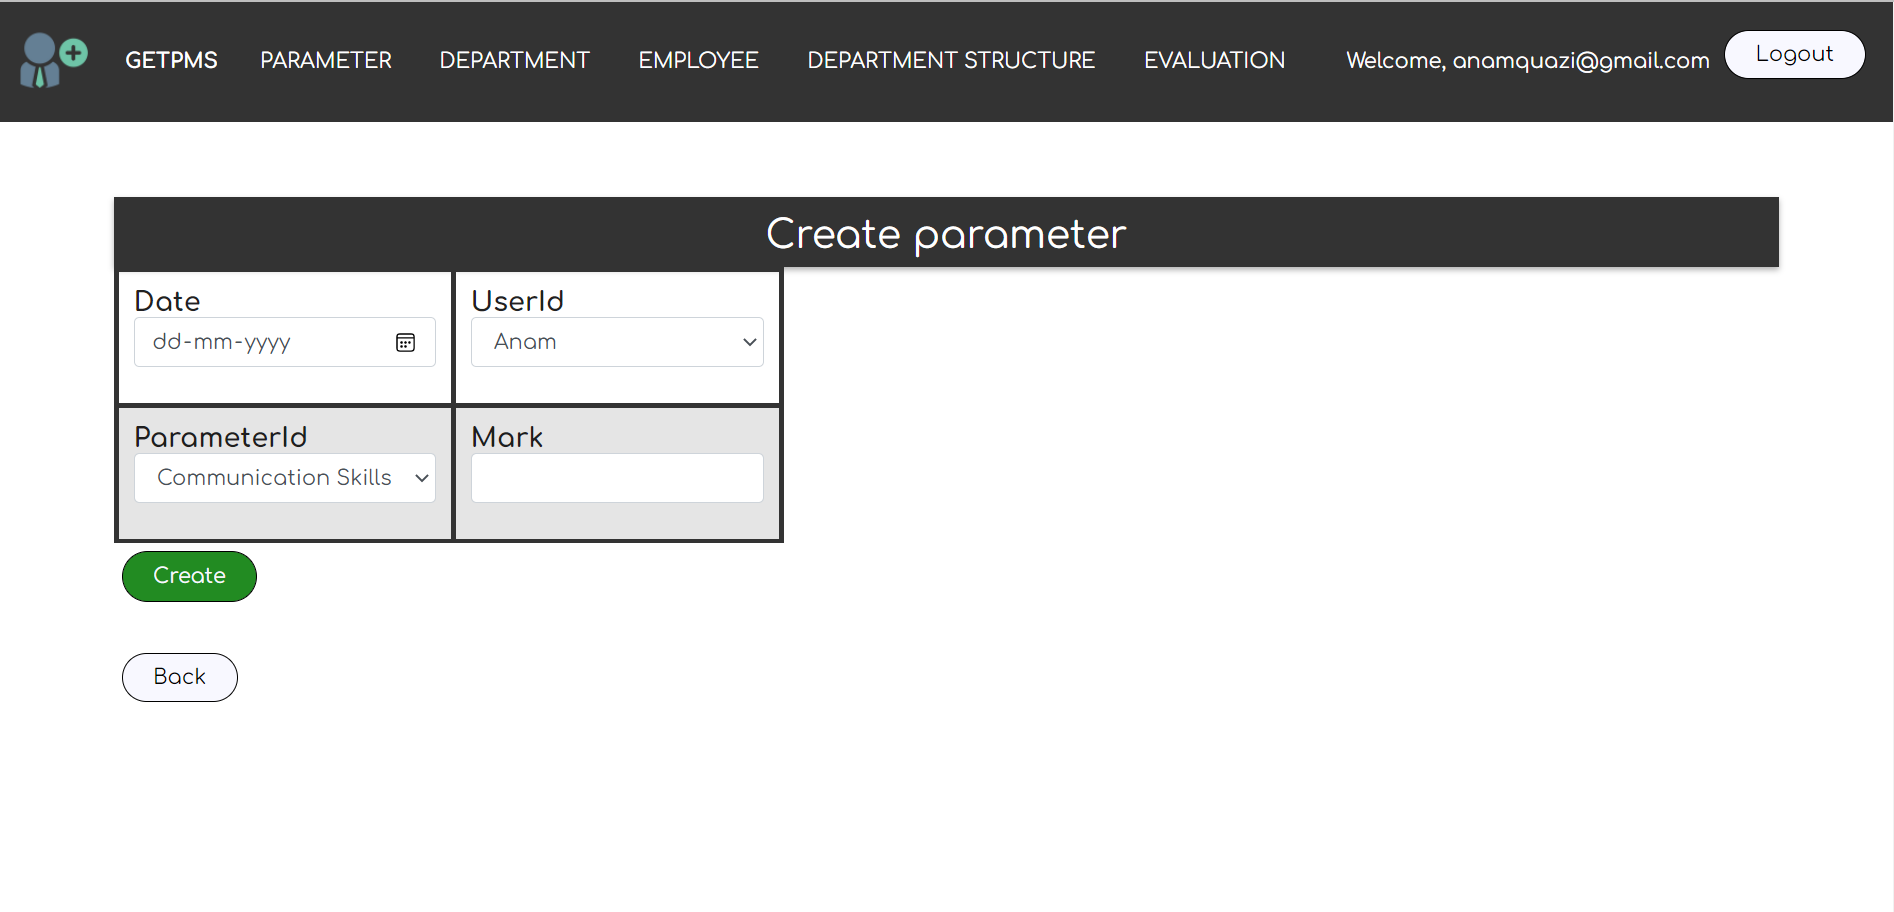 GETPMS PARAMETER DEPARTMENT EMPLOYEE DEPARTMENT STRUCTURE EVALUATION Welcome, anamquazi@gmail.com Logout
Create parameter
Date UserId
dd-mm-yyyy Anam
ParameterId Mark
Communication Skills
Create
Back